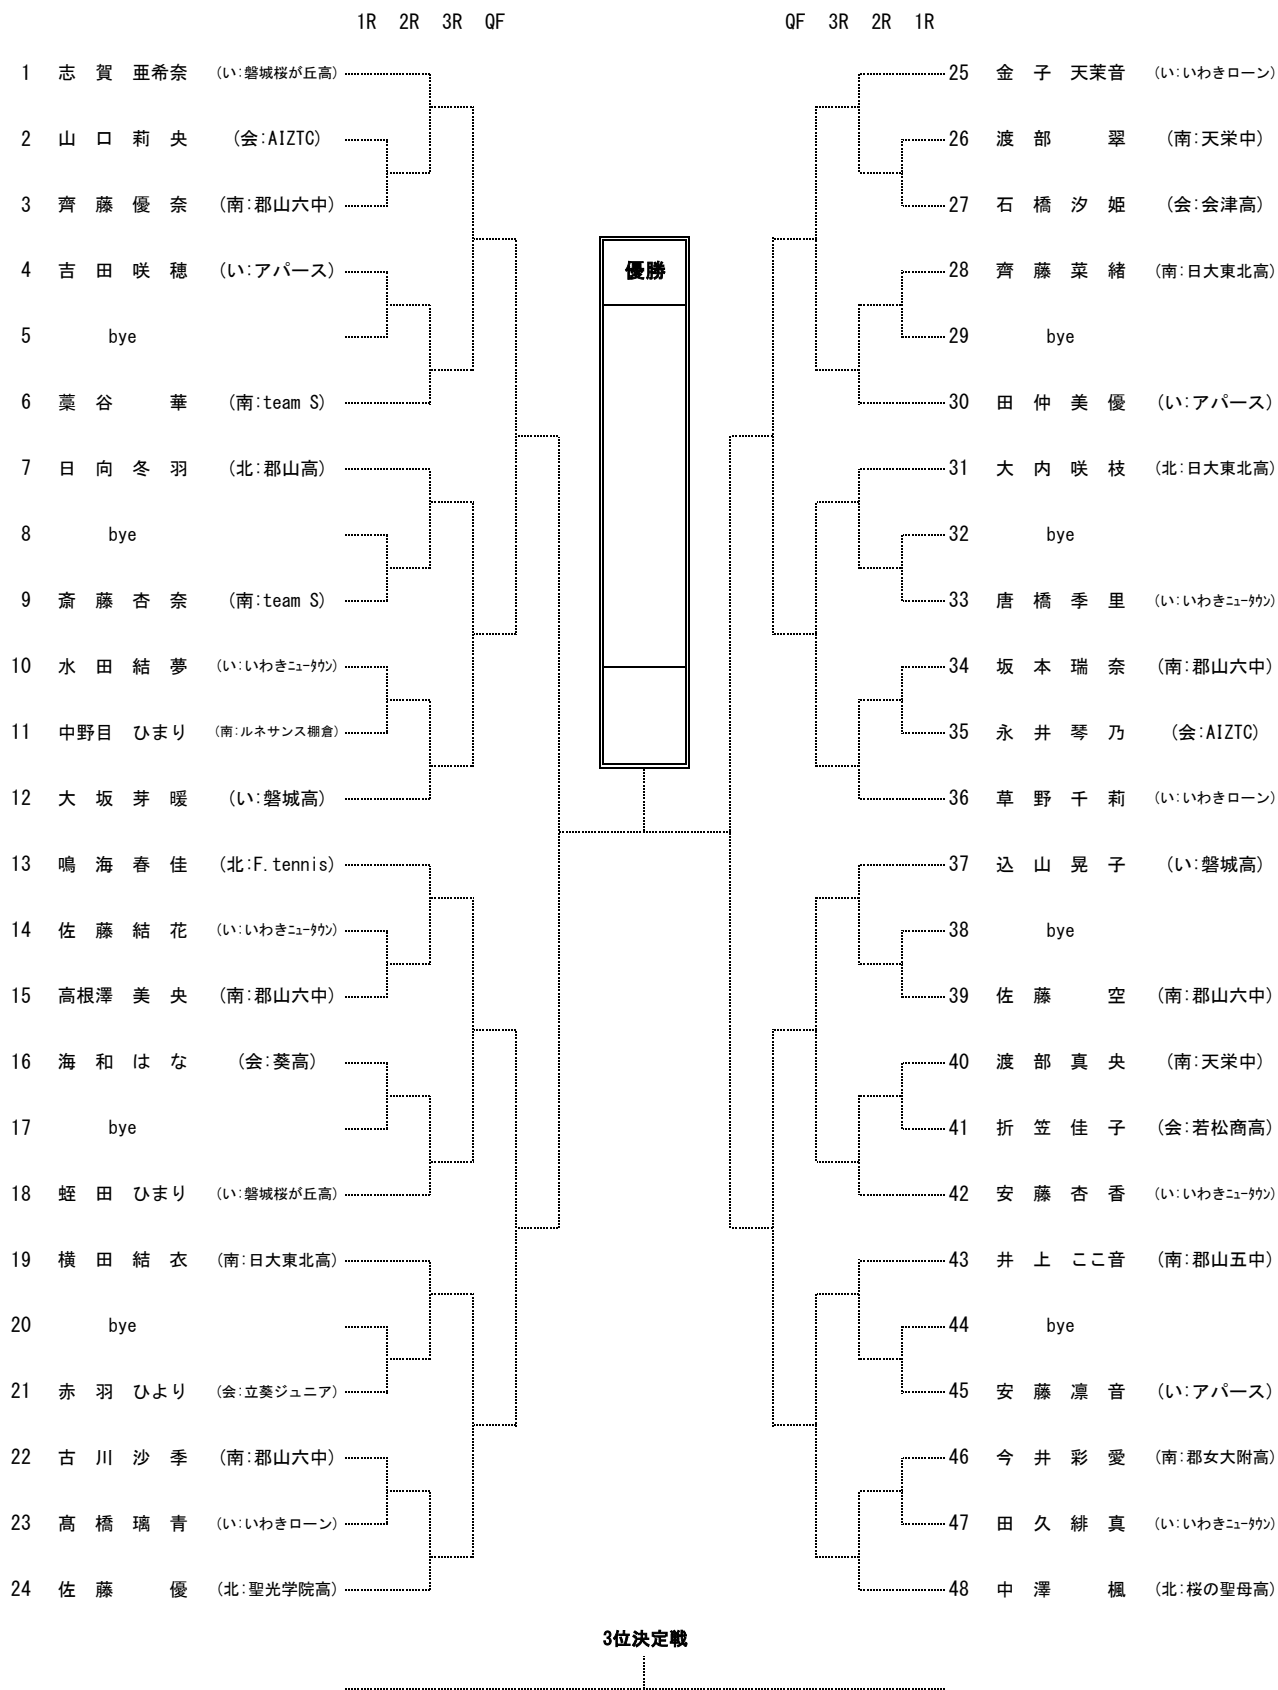 1R 2R 3R QF QF 3R 2R 1R
1 志 賀 亜希奈 (い:磐城桜が丘高) 25 金 子 天茉音 (い:いわきローン)
2 山 口 莉 央 (会:AIZTC) 26 渡 部 翠 (南:天栄中)
3 齊 藤 優 奈 (南:郡山六中) 27 石 橋 汐 姫 (会:会津高)
4 吉 田 咲 穂 (い:アパース) 28 齊 藤 菜 緒 (南:日大東北高)
優勝
5 bye 29 bye
6 藁 谷 華 (南:team S) 30 田 仲 美 優 (い:アパース)
7 日 向 冬 羽 (北:郡山高) 31 大 内 咲 枝 (北:日大東北高)
8 bye 32 bye
9 斎 藤 杏 奈 (南:team S) 33 唐 橋 季 里 (い:いわきニュータウン)
10 水 田 結 夢 (い:いわきニュータウン) 34 坂 本 瑞 奈 (南:郡山六中)
11 中野目 ひまり (南:ルネサンス棚倉) 35 永 井 琴 乃 (会:AIZTC)
12 大 坂 芽 暖 (い:磐城高) 36 草 野 千 莉 (い:いわきローン)
13 鳴 海 春 佳 (北:F.tennis) 37 込 山 晃 子 (い:磐城高)
14 佐 藤 結 花 (い:いわきニュータウン) 38 bye
15 高根澤 美 央 (南:郡山六中) 39 佐 藤 空 (南:郡山六中)
16 海 和 は な (会:葵高) 40 渡 部 真 央 (南:天栄中)
17 bye 41 折 笠 佳 子 (会:若松商高)
18 蛭 田 ひまり (い:磐城桜が丘高) 42 安 藤 杏 香 (い:いわきニュータウン)
19 横 田 結 衣 (南:日大東北高) 43 井 上 ここ音 (南:郡山五中)
20 bye 44 bye
21 赤 羽 ひより (会:立葵ジュニア) 45 安 藤 凛 音 (い:アパース)
22 古 川 沙 季 (南:郡山六中) 46 今 井 彩 愛 (南:郡女大附高)
23 髙 橋 璃 青 (い:いわきローン) 47 田 久 緋 真 (い:いわきニュータウン)
24 佐 藤 優 (北:聖光学院高) 48 中 澤 楓 (北:桜の聖母高)
3位決定戦